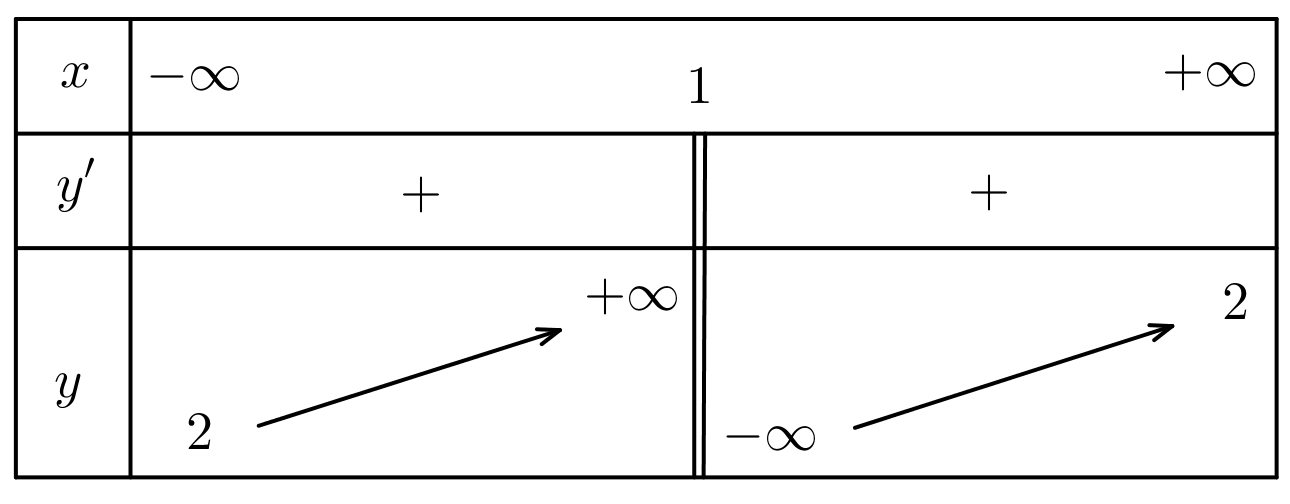 x −∞ 1 +∞
y′ + +
y 2 +∞ −∞ 2